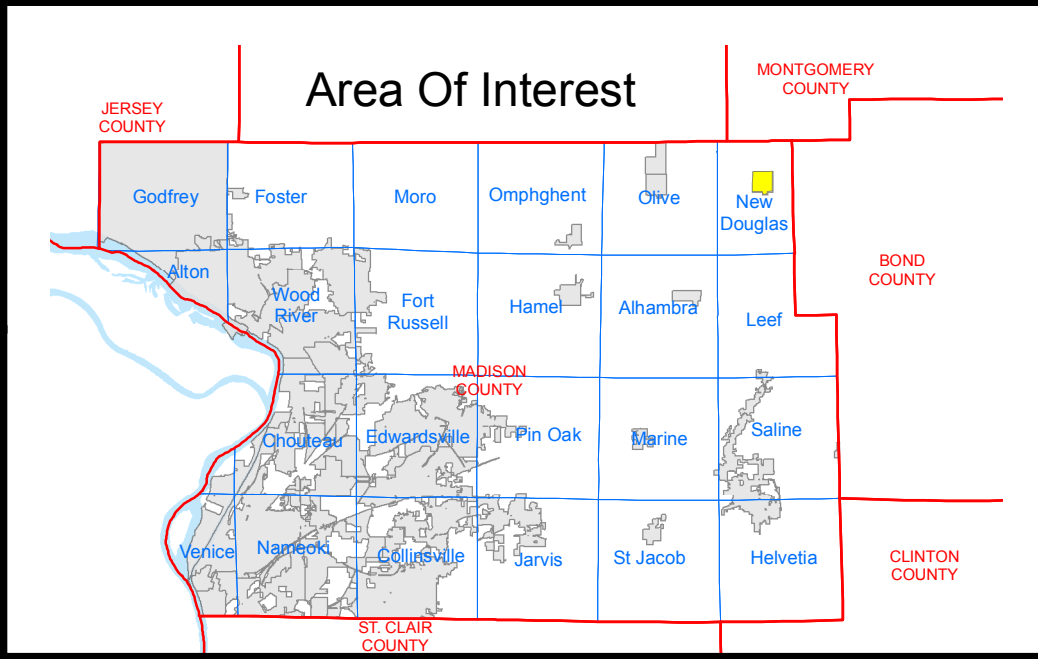 Area Of Interest
MONTGOMERY
COUNTY
JERSEY
COUNTY
Godfrey
Foster
Moro
Omphghent
Olive
New
Douglas
BOND
COUNTY
Alton
Wood
River
Fort
Russell
Hamel
Alhambra
Leef
MADISON
COUNTY
Chouteau
Edwardsville
Pin Oak
Marine
Saline
Venice
Nameoki
Collinsville
Jarvis
St Jacob
Helvetia
CLINTON
COUNTY
ST. CLAIR
COUNTY